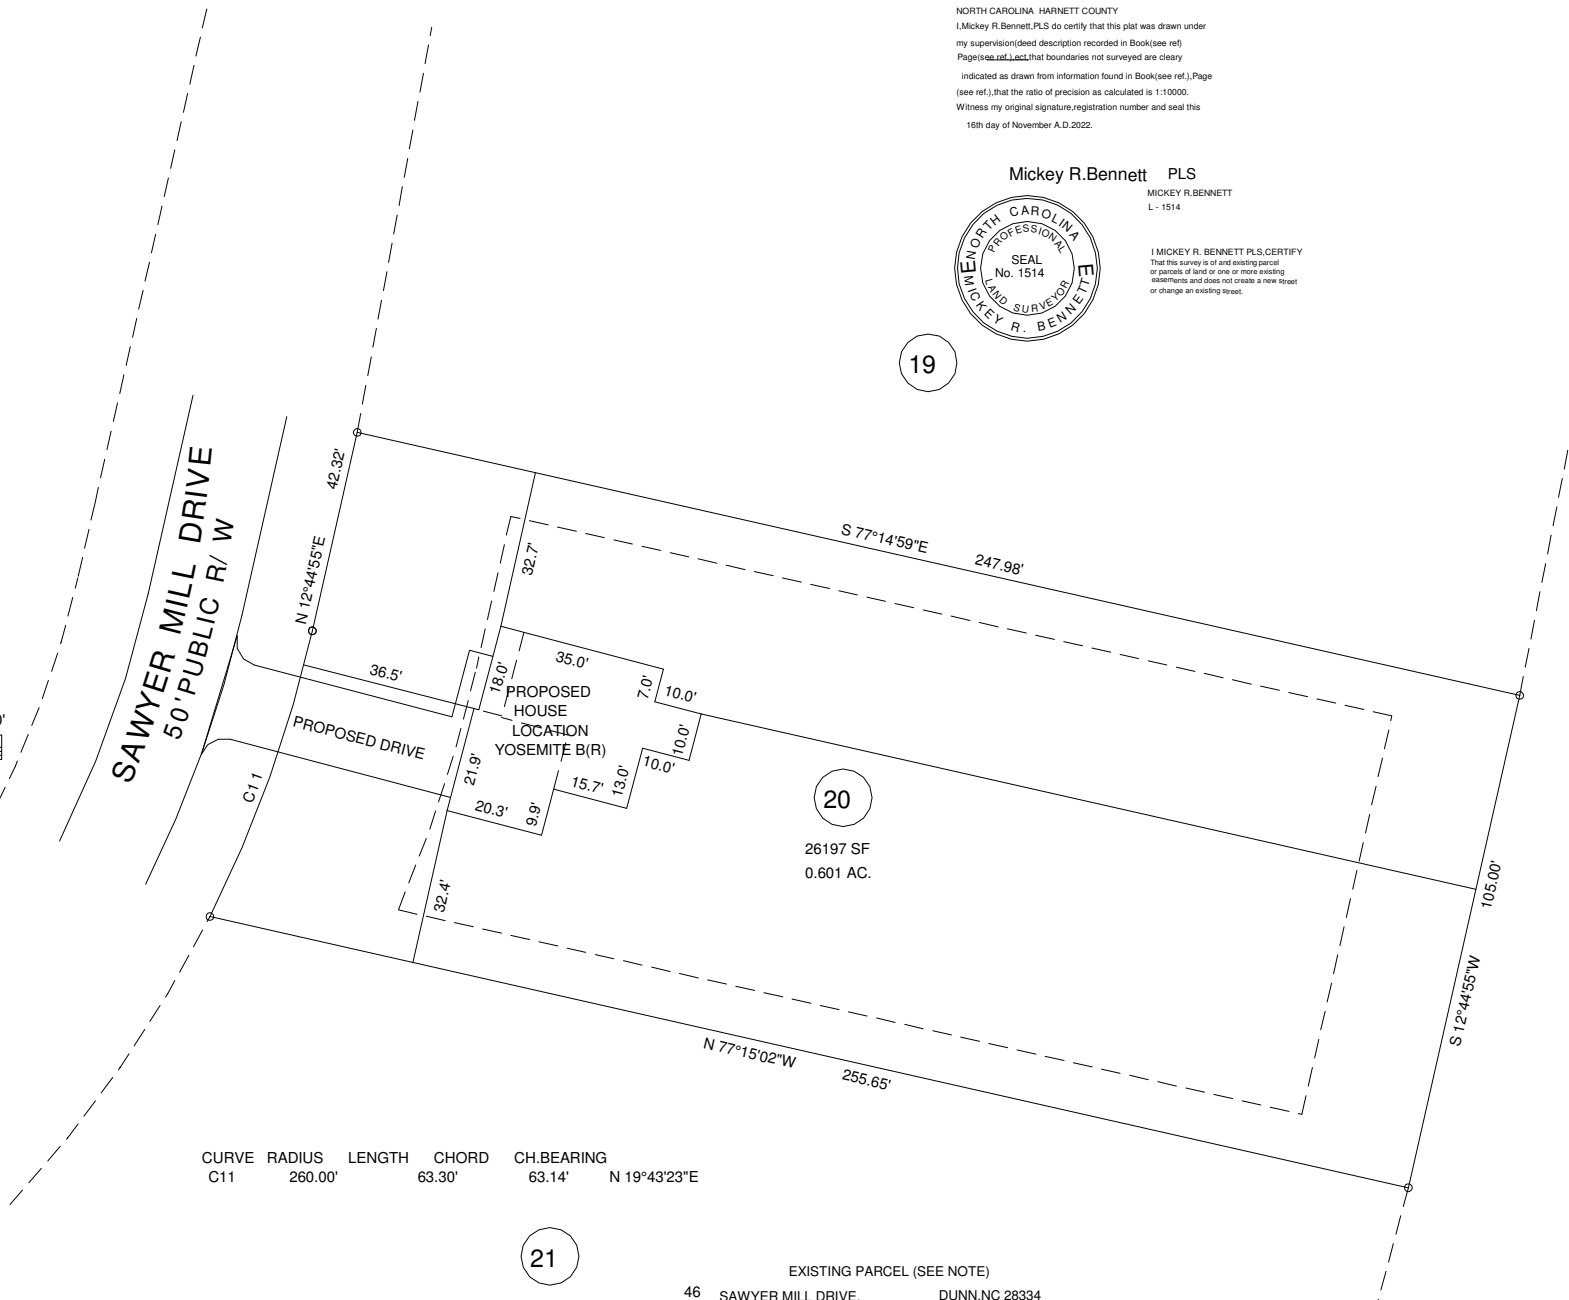 NORTH CAROLINA HARNETT COUNTY
I,Mickey R.Bennett,PLS do certify that this plat was drawn under
my supervision(deed description recorded in Book(see ref)
Page(see ref.),ect,that boundaries not surveyed are cleary
indicated as drawn from information found in Book(see ref.),Page
(see ref.),that the ratio of precision as calculated is 1:10000.
Witness my original signature,registration number and seal this
16th day of November A.D.2022.
Mickey R.Bennett PLS
MICKEY R.BENNETT
L - 1514
NORTH CAROLINA
PROFESSIONAL
SEAL
No. 1514
LAND SURVEYOR
MICKEY R. BENNETT
I MICKEY R. BENNETT PLS,CERTIFY
That this survey is of and existing parcel
or parcels of land or one or more existing
easements and does not create a new street
or change an existing street.
19
SAWYER MILL DRIVE
50'PUBLIC R/ W
42.32'
N 12°44'55"E
S 77°14'59"E 247.98'
32.7'
36.5'
18.0'
35.0'
7.0'
10.0'
10.0'
10.0'
13.0'
15.7'
9.9'
20.3'
21.9'
32.4'
PROPOSED
HOUSE
LOCATION
YOSEMITE B(R)
PROPOSED DRIVE
C11
20
26197 SF
0.601 AC.
105.00'
S 12°44'55"W
N 77°15'02"W 255.65'
CURVE RADIUS LENGTH CHORD CH.BEARING
C11 260.00' 63.30' 63.14' N 19°43'23"E
21
EXISTING PARCEL (SEE NOTE)
46 SAWYER MILL DRIVE, DUNN,NC 28334